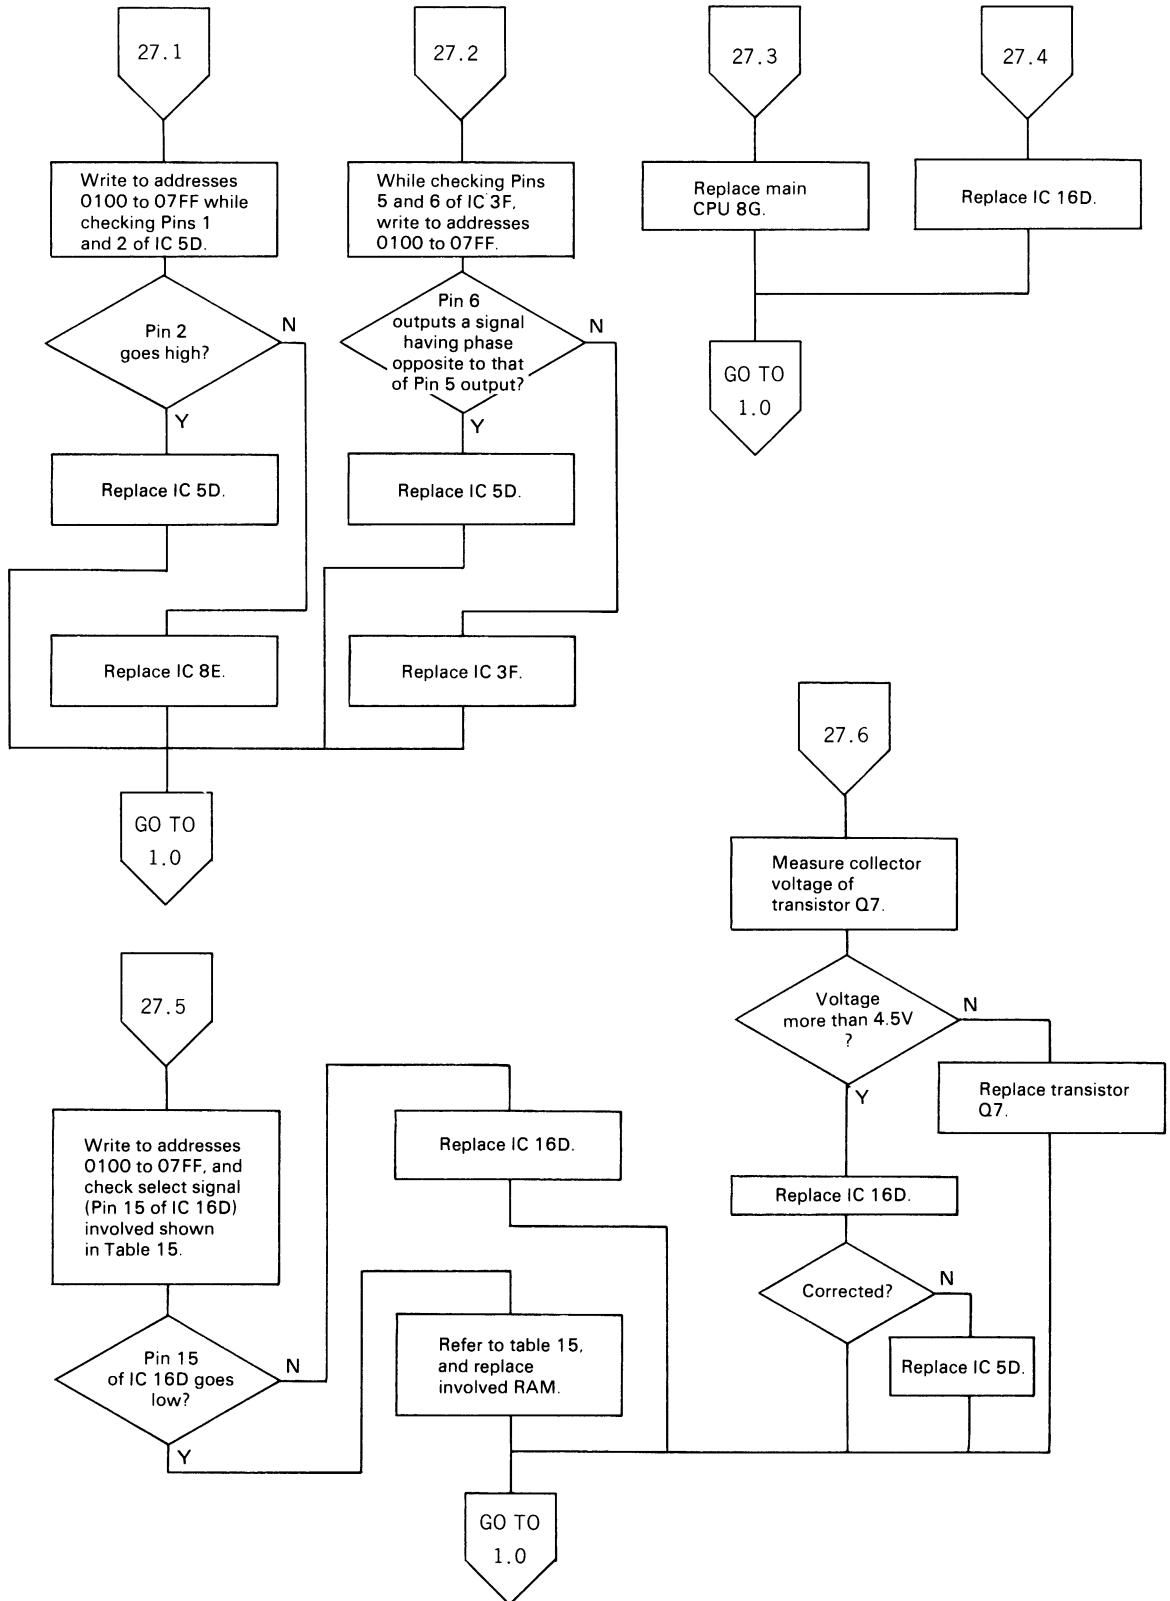 27.1
Write to addresses
0100 to 07FF while
checking Pins 1
and 2 of IC 5D.
Pin 2
goes high?
N
Y
Replace IC 5D.
Replace IC 8E.
GO TO
1.0
27.2
While checking Pins
5 and 6 of IC 3F,
write to addresses
0100 to 07FF.
Pin 6
outputs a signal
having phase
opposite to that
of Pin 5 output?
N
Y
Replace IC 5D.
Replace IC 3F.
27.3
Replace main
CPU 8G.
27.4
Replace IC 16D.
GO TO
1.0
27.5
Write to addresses
0100 to 07FF, and
check select signal
(Pin 15 of IC 16D)
involved shown
in Table 15.
Pin 15
of IC 16D goes
low?
N
Y
Replace IC 16D.
Refer to table 15,
and replace
involved RAM.
27.6
Measure collector
voltage of
transistor Q7.
Voltage
more than 4.5V
?
N
Y
Replace transistor
Q7.
Replace IC 16D.
Corrected?
N
Replace IC 5D.
GO TO
1.0